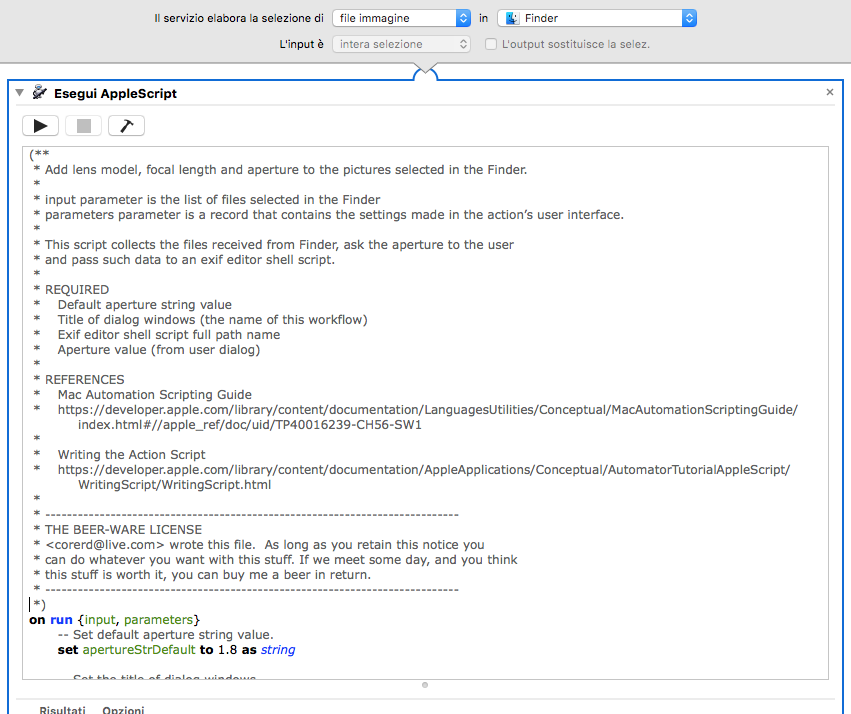 Il servizio elabora la selezione di file immagine in Finder
L'input è intera selezione L'output sostituisce la selez.
Esegui AppleScript
(**
* Add lens model, focal length and aperture to the pictures selected in the Finder.
*
* input parameter is the list of files selected in the Finder
* parameters parameter is a record that contains the settings made in the action’s user interface.
*
* This script collects the files received from Finder, ask the aperture to the user
* and pass such data to an exif editor shell script.
*
* REQUIRED
* Default aperture string value
* Title of dialog windows (the name of this workflow)
* Exif editor shell script full path name
* Aperture value (from user dialog)
*
* REFERENCES
* Mac Automation Scripting Guide
* https://developer.apple.com/library/content/documentation/LanguagesUtilities/Conceptual/MacAutomationScriptingGuide/
index.html#//apple_ref/doc/uid/TP40016239-CH56-SW1
*
* Writing the Action Script
* https://developer.apple.com/library/content/documentation/AppleApplications/Conceptual/AutomatorTutorialAppleScript/
WritingScript/WritingScript.html
*
* ----------------------------------------------------------------------------
* THE BEER-WARE LICENSE
* <corerd@live.com> wrote this file.  As long as you retain this notice you
* can do whatever you want with this stuff. If we meet some day, and you think
* this stuff is worth it, you can buy me a beer in return.
* ----------------------------------------------------------------------------
*)
on run {input, parameters}
-- Set default aperture string value.
set apertureStrDefault to 1.8 as string
-- Set the title of dialog windows
Risultati Opzioni